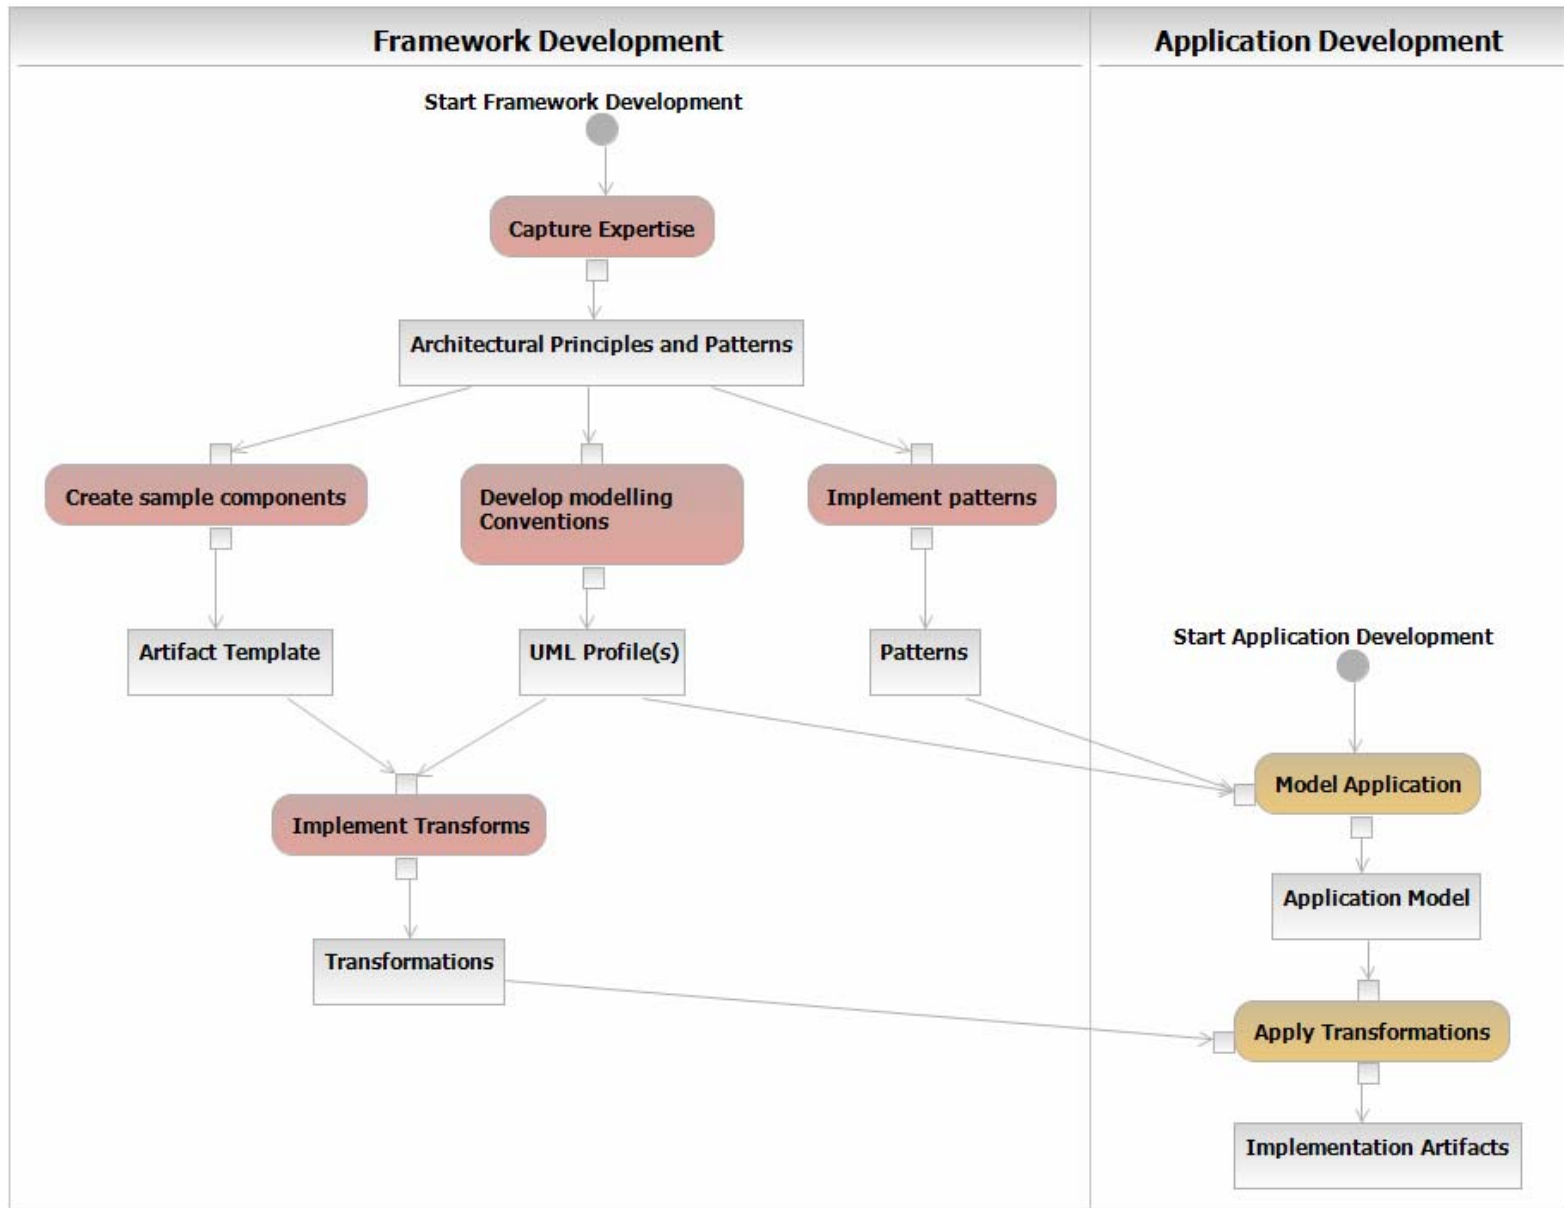 Framework Development
Application Development
Start Framework Development
Capture Expertise
Architectural Principles and Patterns
Create sample components
Develop modelling
Conventions
Implement patterns
Artifact Template
UML Profile(s)
Patterns
Start Application Development
Model Application
Implement Transforms
Application Model
Transformations
Apply Transformations
Implementation Artifacts